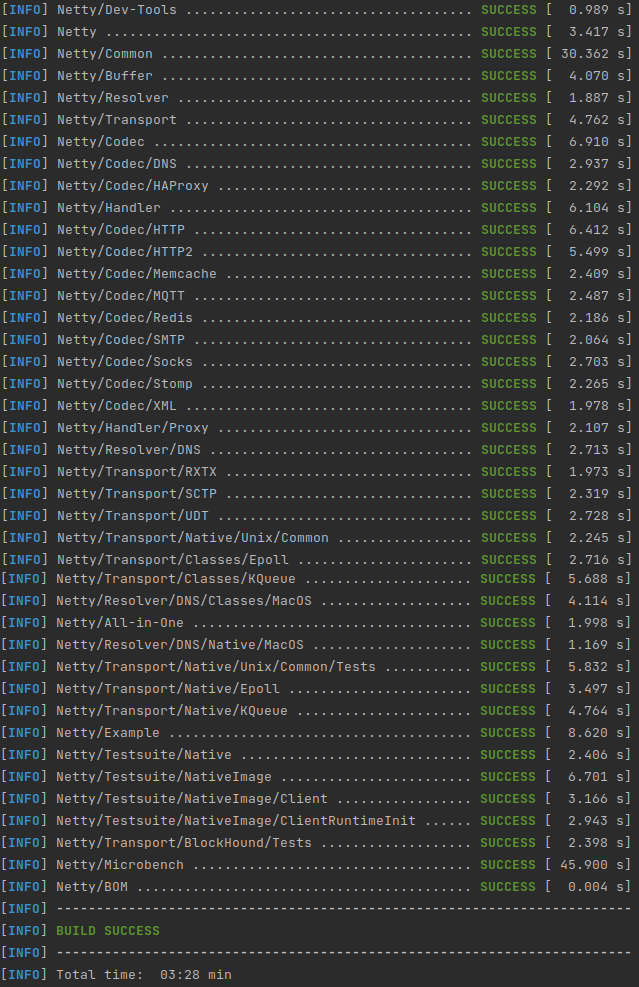 [INFO] Netty/Dev-Tools ................................... SUCCESS [  0.989 s]
[INFO] Netty ............................................. SUCCESS [  3.417 s]
[INFO] Netty/Common ...................................... SUCCESS [ 30.362 s]
[INFO] Netty/Buffer ...................................... SUCCESS [  4.070 s]
[INFO] Netty/Resolver .................................... SUCCESS [  1.887 s]
[INFO] Netty/Transport ................................... SUCCESS [  4.762 s]
[INFO] Netty/Codec ....................................... SUCCESS [  6.910 s]
[INFO] Netty/Codec/DNS ................................... SUCCESS [  2.937 s]
[INFO] Netty/Codec/HAProxy ............................... SUCCESS [  2.292 s]
[INFO] Netty/Handler ..................................... SUCCESS [  6.104 s]
[INFO] Netty/Codec/HTTP .................................. SUCCESS [  6.412 s]
[INFO] Netty/Codec/HTTP2 ................................. SUCCESS [  5.499 s]
[INFO] Netty/Codec/Memcache .............................. SUCCESS [  2.409 s]
[INFO] Netty/Codec/MQTT .................................. SUCCESS [  2.487 s]
[INFO] Netty/Codec/Redis ................................. SUCCESS [  2.186 s]
[INFO] Netty/Codec/SMTP .................................. SUCCESS [  2.064 s]
[INFO] Netty/Codec/Socks ................................. SUCCESS [  2.703 s]
[INFO] Netty/Codec/Stomp ................................. SUCCESS [  2.265 s]
[INFO] Netty/Codec/XML ................................... SUCCESS [  1.978 s]
[INFO] Netty/Handler/Proxy ............................... SUCCESS [  2.107 s]
[INFO] Netty/Resolver/DNS ................................ SUCCESS [  2.713 s]
[INFO] Netty/Transport/RXTX .............................. SUCCESS [  1.973 s]
[INFO] Netty/Transport/SCTP .............................. SUCCESS [  2.319 s]
[INFO] Netty/Transport/UDT ............................... SUCCESS [  2.728 s]
[INFO] Netty/Transport/Native/Unix/Common ................ SUCCESS [  2.245 s]
[INFO] Netty/Transport/Classes/Epoll ..................... SUCCESS [  2.716 s]
[INFO] Netty/Transport/Classes/KQueue .................... SUCCESS [  5.688 s]
[INFO] Netty/Resolver/DNS/Classes/MacOS .................. SUCCESS [  4.114 s]
[INFO] Netty/All-in-One .................................. SUCCESS [  1.998 s]
[INFO] Netty/Resolver/DNS/Native/MacOS ................... SUCCESS [  1.169 s]
[INFO] Netty/Transport/Native/Unix/Common/Tests .......... SUCCESS [  5.832 s]
[INFO] Netty/Transport/Native/Epoll ...................... SUCCESS [  3.497 s]
[INFO] Netty/Transport/Native/KQueue ..................... SUCCESS [  4.764 s]
[INFO] Netty/Example ..................................... SUCCESS [  8.620 s]
[INFO] Netty/Testsuite/Native ............................ SUCCESS [  2.406 s]
[INFO] Netty/Testsuite/NativeImage ....................... SUCCESS [  6.701 s]
[INFO] Netty/Testsuite/NativeImage/Client ................ SUCCESS [  3.166 s]
[INFO] Netty/Testsuite/NativeImage/ClientRuntimeInit ..... SUCCESS [  2.943 s]
[INFO] Netty/Transport/BlockHound/Tests .................. SUCCESS [  2.398 s]
[INFO] Netty/Microbench .................................. SUCCESS [ 45.900 s]
[INFO] Netty/BOM ......................................... SUCCESS [  0.004 s]
[INFO] ------------------------------------------------------------------------
[INFO] BUILD SUCCESS
[INFO] ------------------------------------------------------------------------
[INFO] Total time:  03:28 min